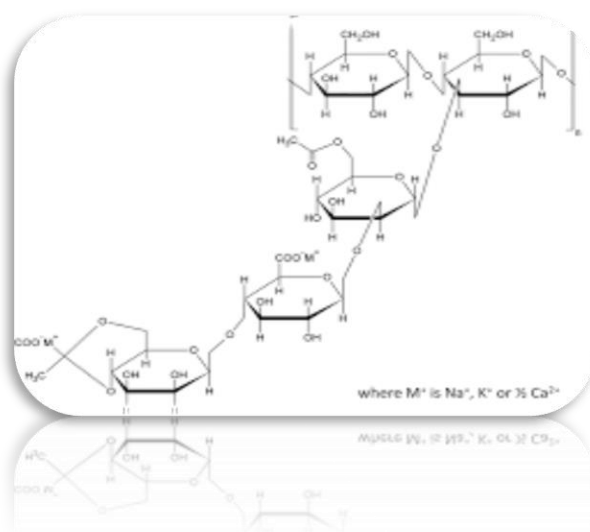 CH₂OH CH₂OH
H O H O
H H
OH H O H O
H H
H OH H OH
n
H₃C O
O
O
O H
H H
OH
HO
H H
O
COO⁻M⁺
H O
H
OH H
H
O
O H OH
COO⁻M⁺
H O
H
H₃C OH OH
O H
where M⁺ is Na⁺, K⁺ or ½ Ca²⁺
H H